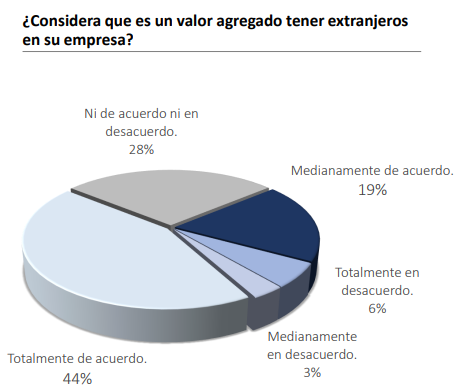 ¿Considera que es un valor agregado tener extranjeros
en su empresa?
Ni de acuerdo ni en
desacuerdo.
28%
Medianamente de acuerdo.
19%
Totalmente en
desacuerdo.
6%
Medianamente
en desacuerdo.
3%
Totalmente de acuerdo.
44%